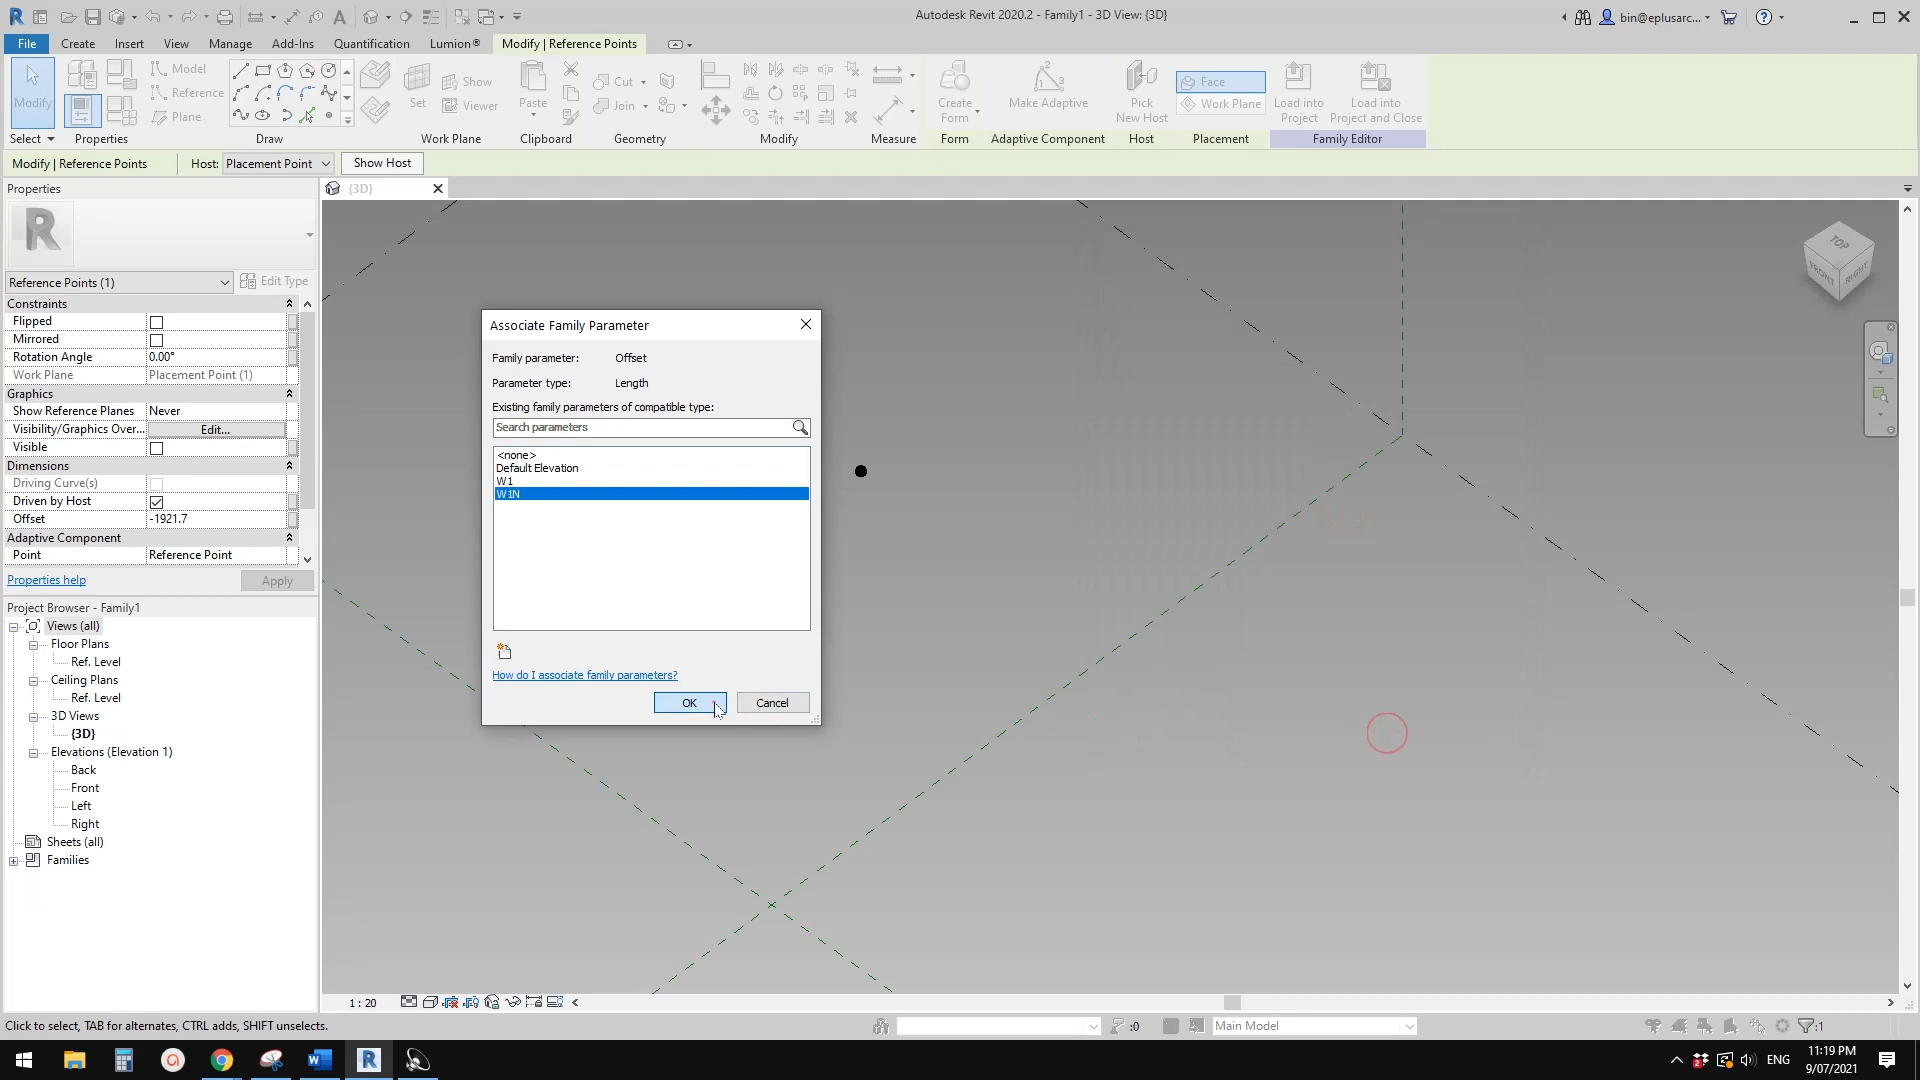 Autodesk Revit 2020.2 - Family1 - 3D View: {3D}
bin@eplusarc...
File Create Insert View Manage Add-Ins Quantification Lumion® Modify | Reference Points
Modify
Model
Reference
Plane
Set
Show
Viewer
Paste
Cut
Join
Create
Form
Make Adaptive
Pick
New Host
Face
Work Plane
Load into
Project
Load into
Project and Close
Select Properties Draw Work Plane Clipboard Geometry Modify Measure Form Adaptive Component Host Placement Family Editor
Modify | Reference Points Host: Placement Point Show Host
Properties
{3D}
R
Reference Points (1) Edit Type
Constraints
Flipped
Mirrored
Rotation Angle 0.00°
Work Plane Placement Point (1)
Graphics
Show Reference Planes Never
Visibility/Graphics Over... Edit...
Visible
Dimensions
Driving Curve(s)
Driven by Host
Offset -1921.7
Adaptive Component
Point Reference Point
Properties help Apply
Project Browser - Family1
Views (all)
Floor Plans
Ref. Level
Ceiling Plans
Ref. Level
3D Views
{3D}
Elevations (Elevation 1)
Back
Front
Left
Right
Sheets (all)
Families
Associate Family Parameter
Family parameter: Offset
Parameter type: Length
Existing family parameters of compatible type:
Search parameters
<none>
Default Elevation
W1
W1N
How do I associate family parameters?
OK Cancel
TOP
FRONT
RIGHT
1 : 20
Click to select, TAB for alternates, CTRL adds, SHIFT unselects.
:0
Main Model
:1
ENG
11:19 PM
9/07/2021